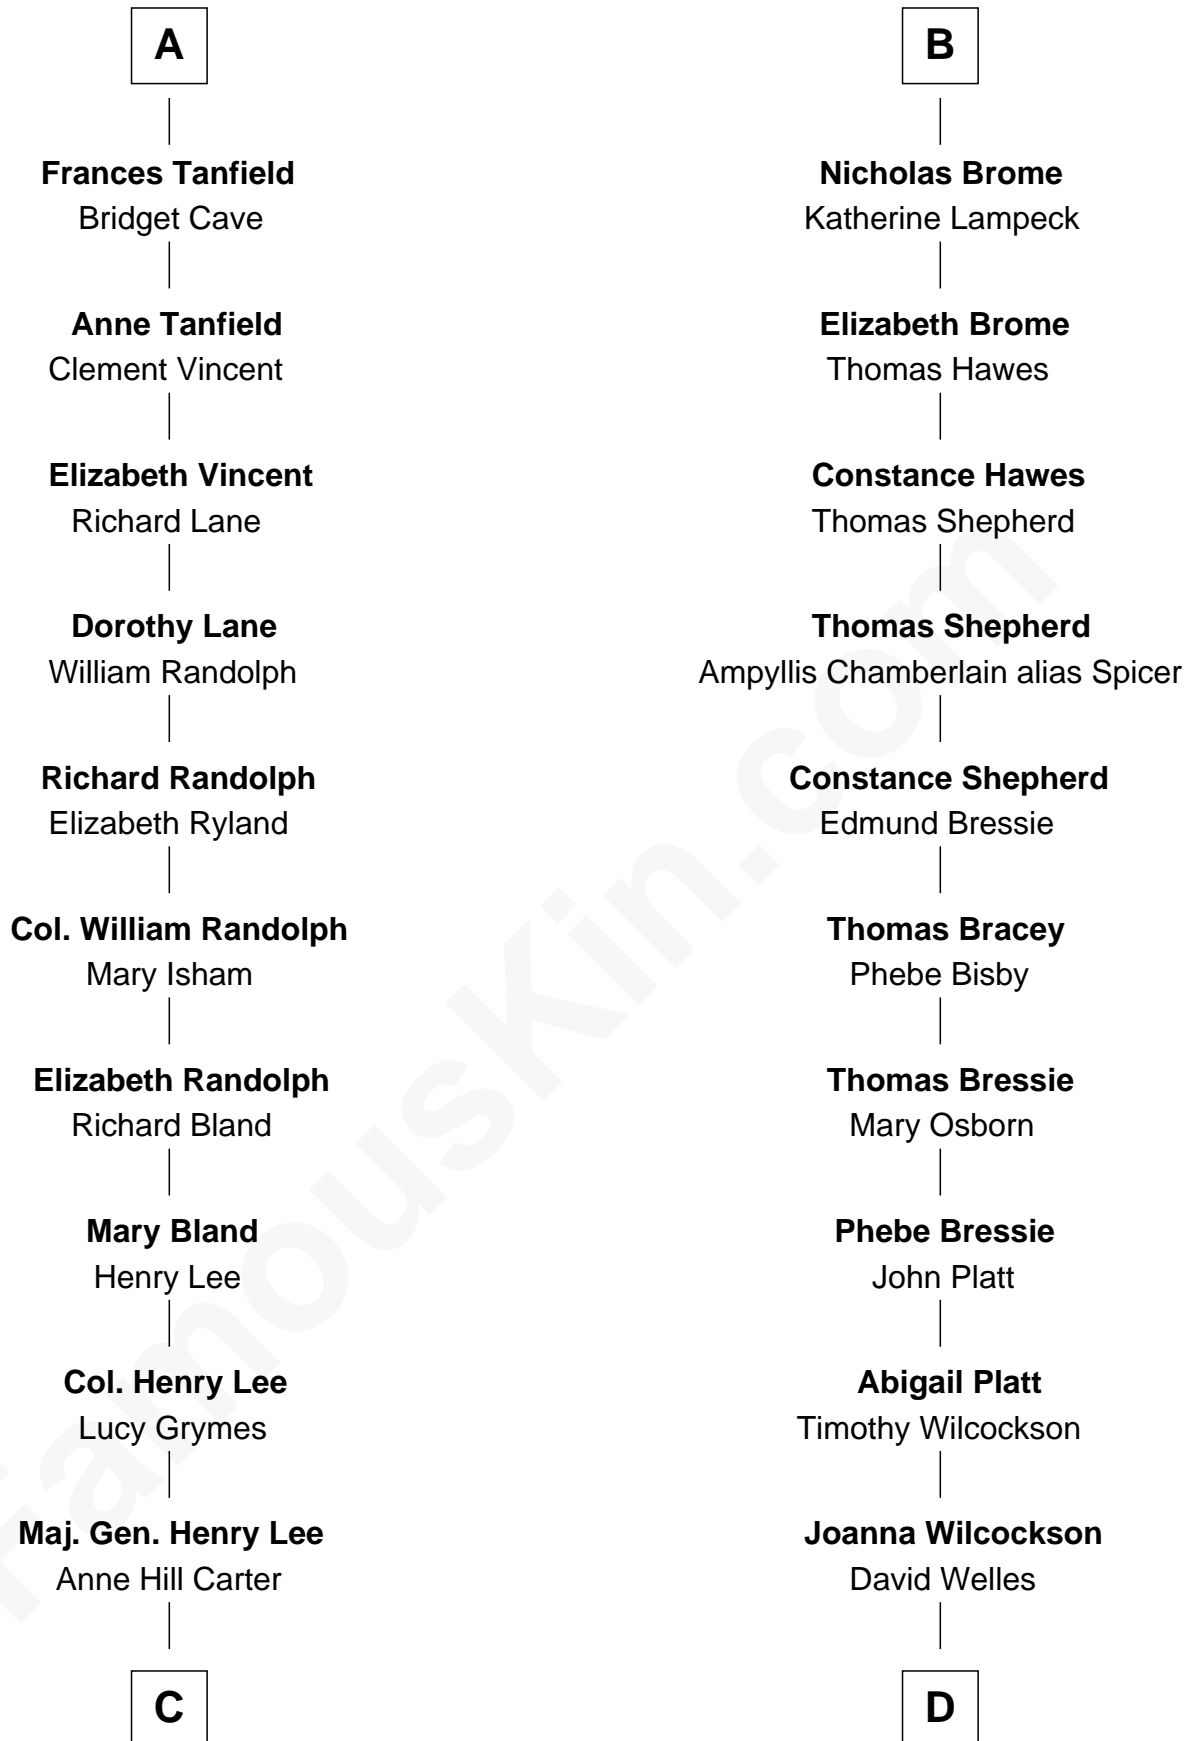 A
Frances Tanfield
Bridget Cave
Anne Tanfield
Clement Vincent
Elizabeth Vincent
Richard Lane
Dorothy Lane
William Randolph
Richard Randolph
Elizabeth Ryland
Col. William Randolph
Mary Isham
Elizabeth Randolph
Richard Bland
Mary Bland
Henry Lee
Col. Henry Lee
Lucy Grymes
Maj. Gen. Henry Lee
Anne Hill Carter
C
B
Nicholas Brome
Katherine Lampeck
Elizabeth Brome
Thomas Hawes
Constance Hawes
Thomas Shepherd
Thomas Shepherd
Ampyllis Chamberlain alias Spicer
Constance Shepherd
Edmund Bressie
Thomas Bracey
Phebe Bisby
Thomas Bressie
Mary Osborn
Phebe Bressie
John Platt
Abigail Platt
Timothy Wilcockson
Joanna Wilcockson
David Welles
D
FamousKin.com